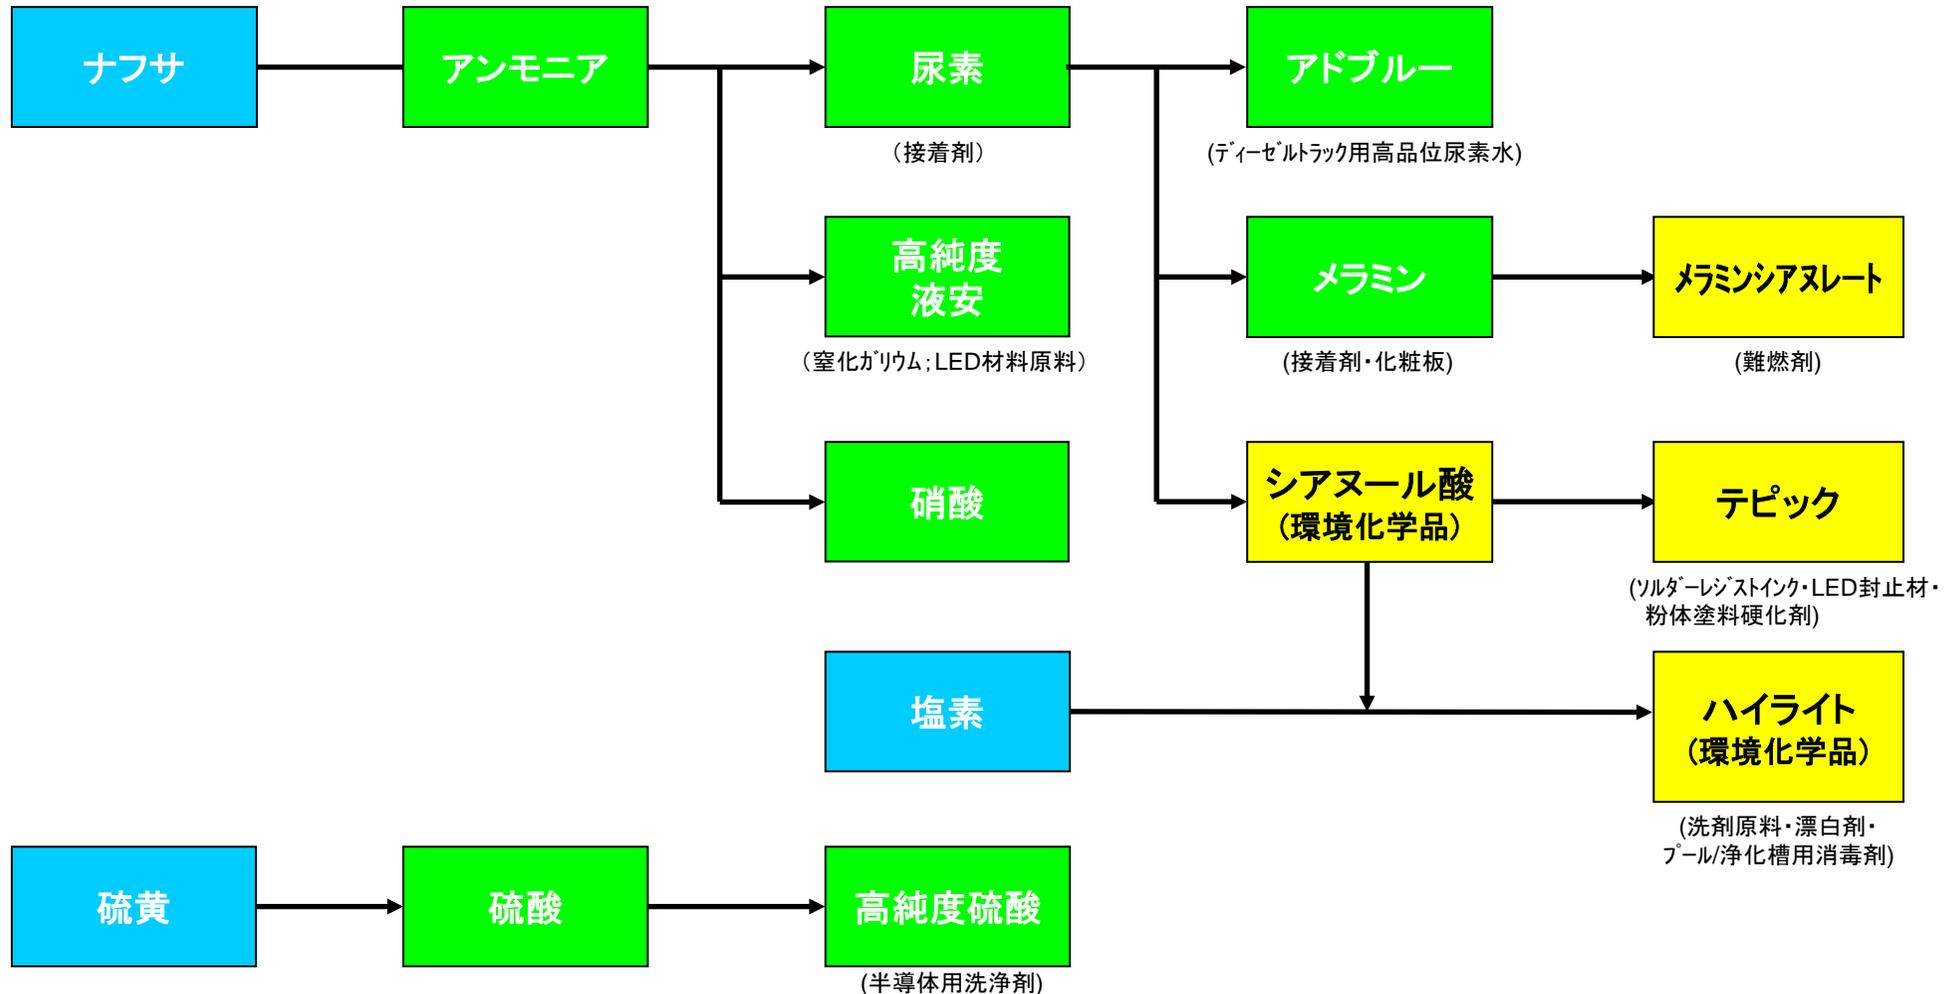 ナフサ
アンモニア
尿素
アドブルー
（接着剤）
(ﾃﾞｨｰｾﾞﾙﾄﾗｯｸ用高品位尿素水)
高純度
液安
メラミン
ﾒﾗﾐﾝｼｱﾇﾚｰﾄ
（窒化ｶﾞﾘｳﾑ；LED材料原料）
(接着剤・化粧板)
(難燃剤)
硝酸
シアヌール酸
（環境化学品）
テピック
(ｿﾙﾀﾞｰﾚｼﾞｽﾄｲﾝｸ・LED封止材・
粉体塗料硬化剤)
塩素
ハイライト
（環境化学品）
(洗剤原料・漂白剤・
ﾌﾟｰﾙ/浄化槽用消毒剤)
硫黄
硫酸
高純度硫酸
(半導体用洗浄剤)